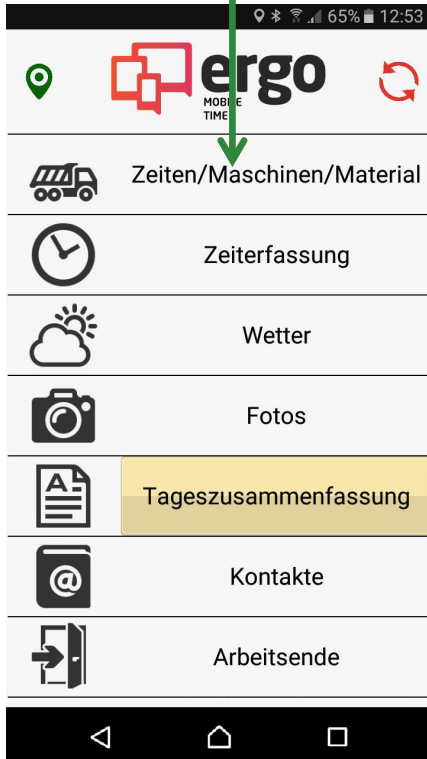 65% 12:53
ergo
MOBILE
TIME
Zeiten/Maschinen/Material
Zeiterfassung
Wetter
Fotos
A
Tageszusammenfassung
@
Kontakte
Arbeitsende